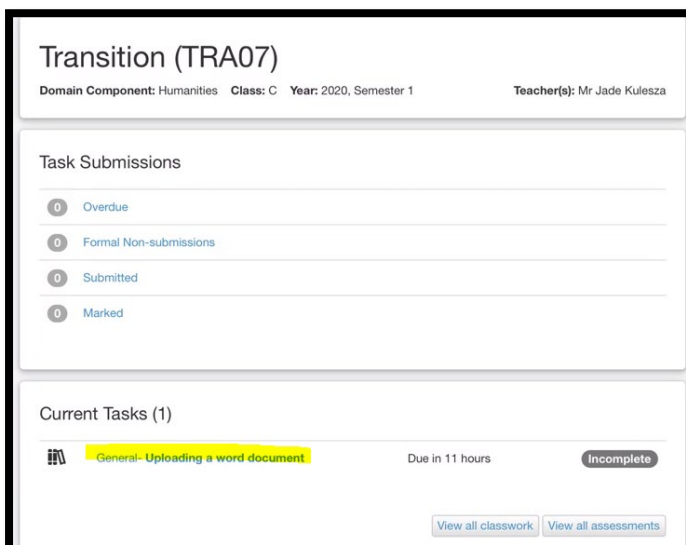 Transition (TRA07)
Domain Component: Humanities Class: C Year: 2020, Semester 1 Teacher(s): Mr Jade Kulesza
Task Submissions
0 Overdue
0 Formal Non-submissions
0 Submitted
0 Marked
Current Tasks (1)
General- Uploading a word document Due in 11 hours Incomplete
View all classwork View all assessments